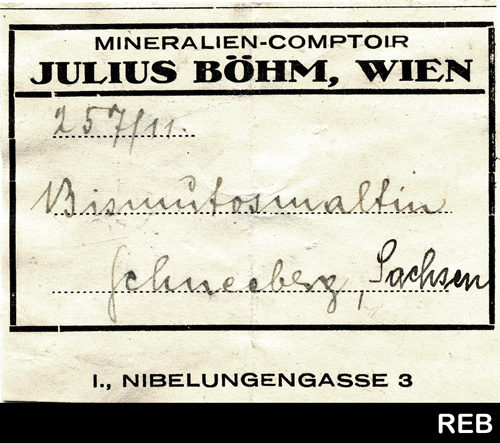 MINERALIEN-COMPTOIR
JULIUS BÖHM, WIEN
257/11.
Bismutosmaltin
Schneeberg, Sachsen
I., NIBELUNGENGASSE 3
REB